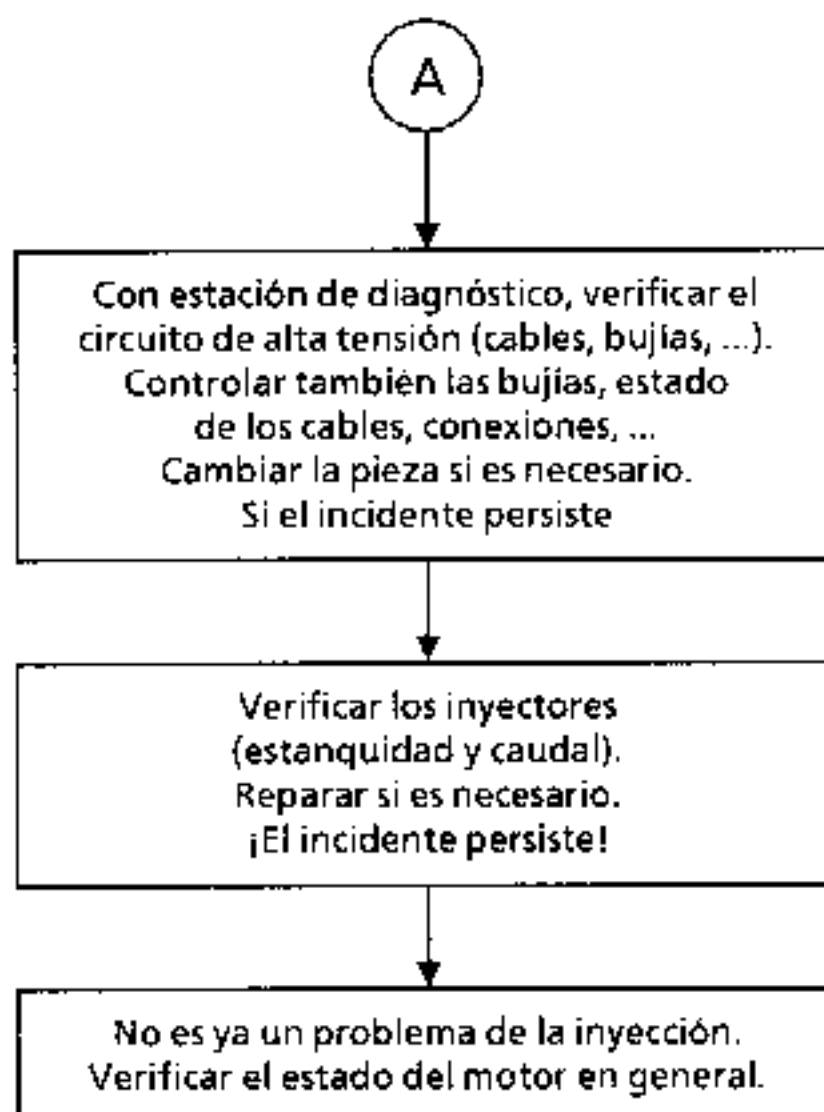 A
Con estación de diagnóstico, verificar el
circuito de alta tensión (cables, bujías, ...).
Controlar también las bujías, estado
de los cables, conexiones, ...
Cambiar la pieza si es necesario.
Si el incidente persiste
Verificar los inyectores
(estanquidad y caudal).
Reparar si es necesario.
¡El incidente persiste!
No es ya un problema de la inyección.
Verificar el estado del motor en general.